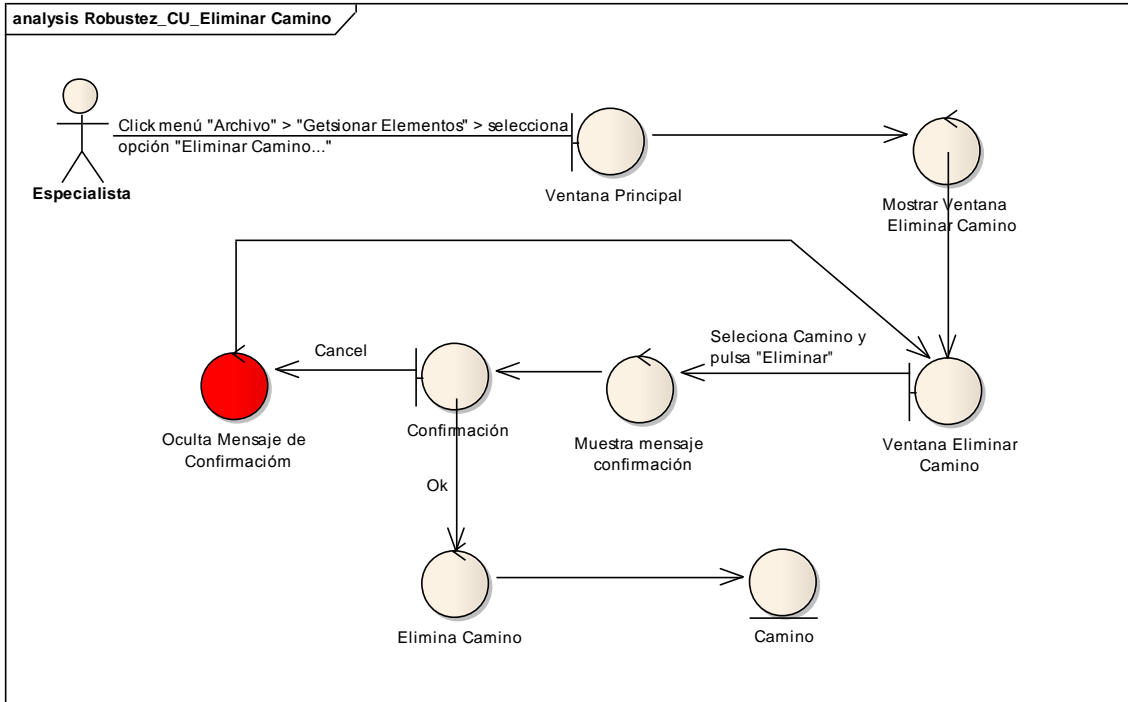 analysis Robustez_CU_Eliminar Camino
Click menú "Archivo" > "Getsionar Elementos" > selecciona
opción "Eliminar Camino..."
Especialista
Ventana Principal
Mostrar Ventana
Eliminar Camino
Seleciona Camino y
pulsa "Eliminar"
Cancel
Oculta Mensaje de
Confirmacióm
Confirmación
Muestra mensaje
confirmación
Ventana Eliminar
Camino
Ok
Elimina Camino
Camino